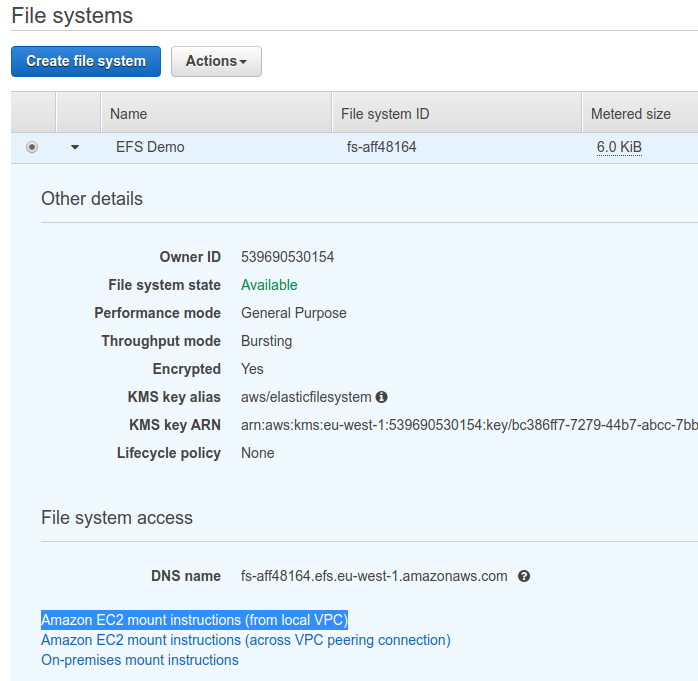 File systems
Create file system Actions
Name File system ID Metered size
EFS Demo fs-aff48164 6.0 KiB
Other details
Owner ID 539690530154
File system state Available
Performance mode General Purpose
Throughput mode Bursting
Encrypted Yes
KMS key alias aws/elasticfilesystem
KMS key ARN arn:aws:kms:eu-west-1:539690530154:key/bc386ff7-7279-44b7-abcc-7bb
Lifecycle policy None
File system access
DNS name fs-aff48164.efs.eu-west-1.amazonaws.com
Amazon EC2 mount instructions (from local VPC)
Amazon EC2 mount instructions (across VPC peering connection)
On-premises mount instructions